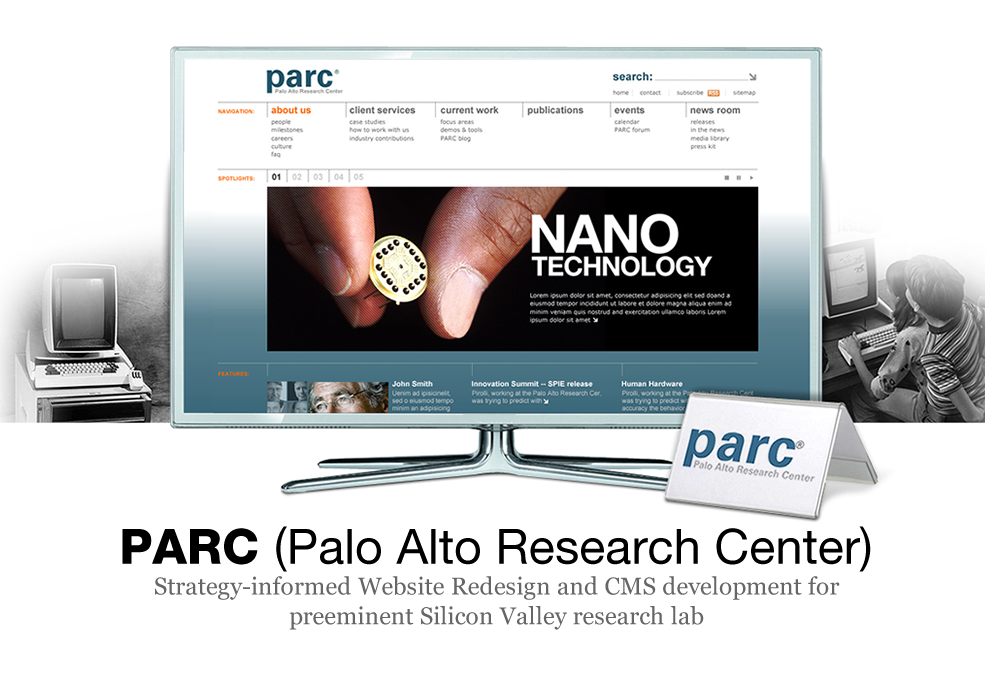 parc®
Palo Alto Research Center
search:
home contact subscribe RSS sitemap
NAVIGATION:
about us
people
milestones
careers
culture
faq
client services
case studies
how to work with us
industry contributions
current work
focus areas
demos & tools
PARC blog
publications
events
calendar
PARC forum
news room
releases
in the news
media library
press kit
SPOTLIGHTS:
01 02 03 04 05
NANO
TECHNOLOGY
Lorem ipsum dolor sit amet, consectetur adipisicing elit sed doand a
eiusmod tempor incididunt ut labore et dolore magna aliquaenim ad
minim veniam quis nostrud and exercitation ullamco laboris Lorem
ipsum dolor sit amet
FEATURES:
John Smith
Uenim ad ipisicinelit,
sed o eiusmod tempo
minim an adipisicing
Innovation Summit -- SPIE release
Pirolli, working at the Palo Alto Research Cer,
was trying to predict with
Human Hardware
Pirolli, working at the Research Cent
was trying to predict
accuracy the behavior
parc®
Palo Alto Research Center
PARC (Palo Alto Research Center)
Strategy-informed Website Redesign and CMS development for
preeminent Silicon Valley research lab